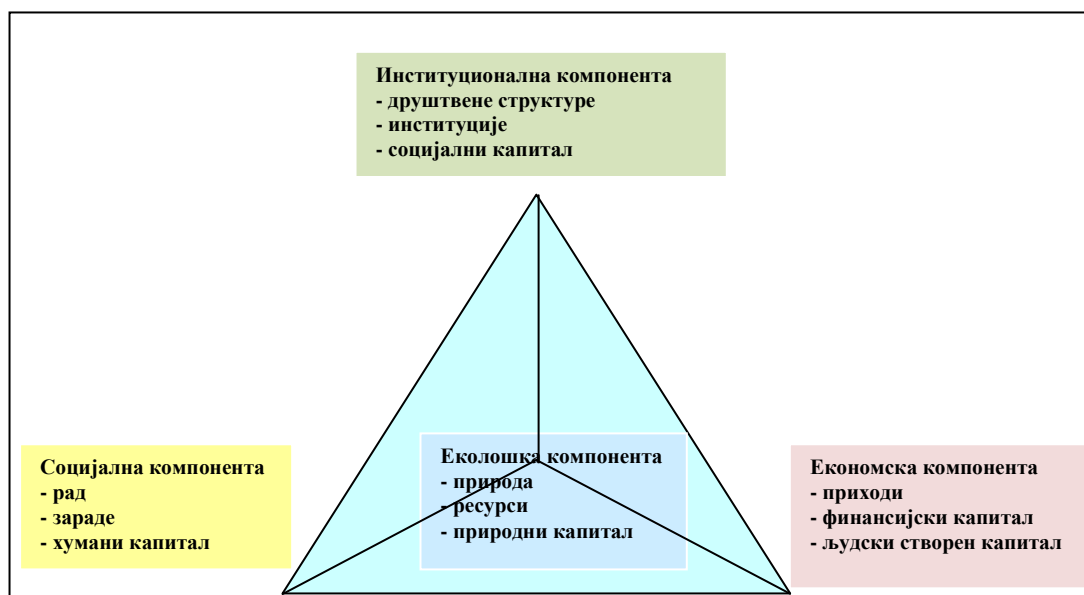 Институционална компонента
- друштвене структуре
- институције
- социјални капитал
Социјална компонента
- рад
- зараде
- хумани капитал
Еколошка компонента
- природа
- ресурси
- природни капитал
Економска компонента
- приходи
- финансијски капитал
- људски створен капитал